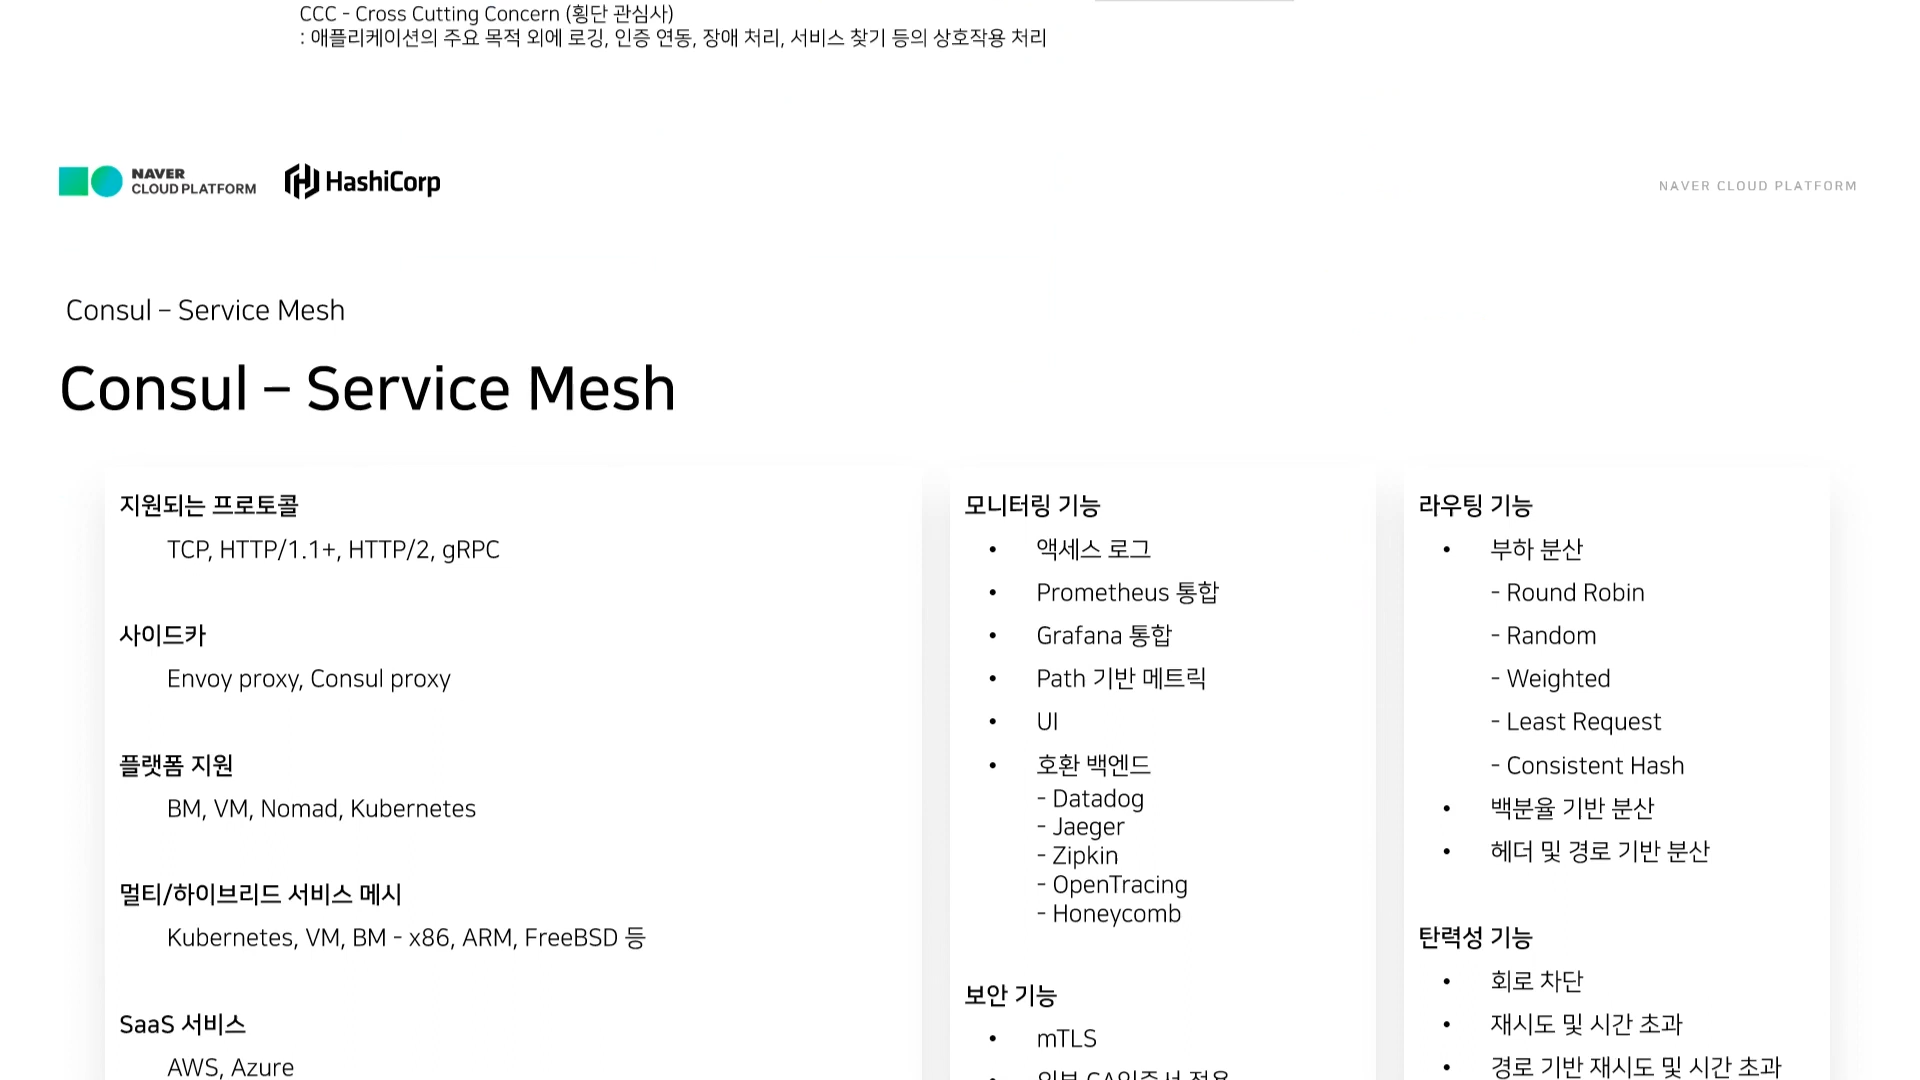 CCC - Cross Cutting Concern (횡단 관심사)
: 애플리케이션의 주요 목적 외에 로깅, 인증 연동, 장애 처리, 서비스 찾기 등의 상호작용 처리
NAVER
CLOUD PLATFORM
HashiCorp
NAVER CLOUD PLATFORM
Consul – Service Mesh
Consul – Service Mesh
지원되는 프로토콜
TCP, HTTP/1.1+, HTTP/2, gRPC
사이드카
Envoy proxy, Consul proxy
플랫폼 지원
BM, VM, Nomad, Kubernetes
멀티/하이브리드 서비스 메시
Kubernetes, VM, BM - x86, ARM, FreeBSD 등
SaaS 서비스
AWS, Azure
모니터링 기능
• 액세스 로그
• Prometheus 통합
• Grafana 통합
• Path 기반 메트릭
• UI
• 호환 백엔드
- Datadog
- Jaeger
- Zipkin
- OpenTracing
- Honeycomb
보안 기능
• mTLS
• 외부 CA인증서 적용
라우팅 기능
• 부하 분산
- Round Robin
- Random
- Weighted
- Least Request
- Consistent Hash
• 백분율 기반 분산
• 헤더 및 경로 기반 분산
탄력성 기능
• 회로 차단
• 재시도 및 시간 초과
• 경로 기반 재시도 및 시간 초과